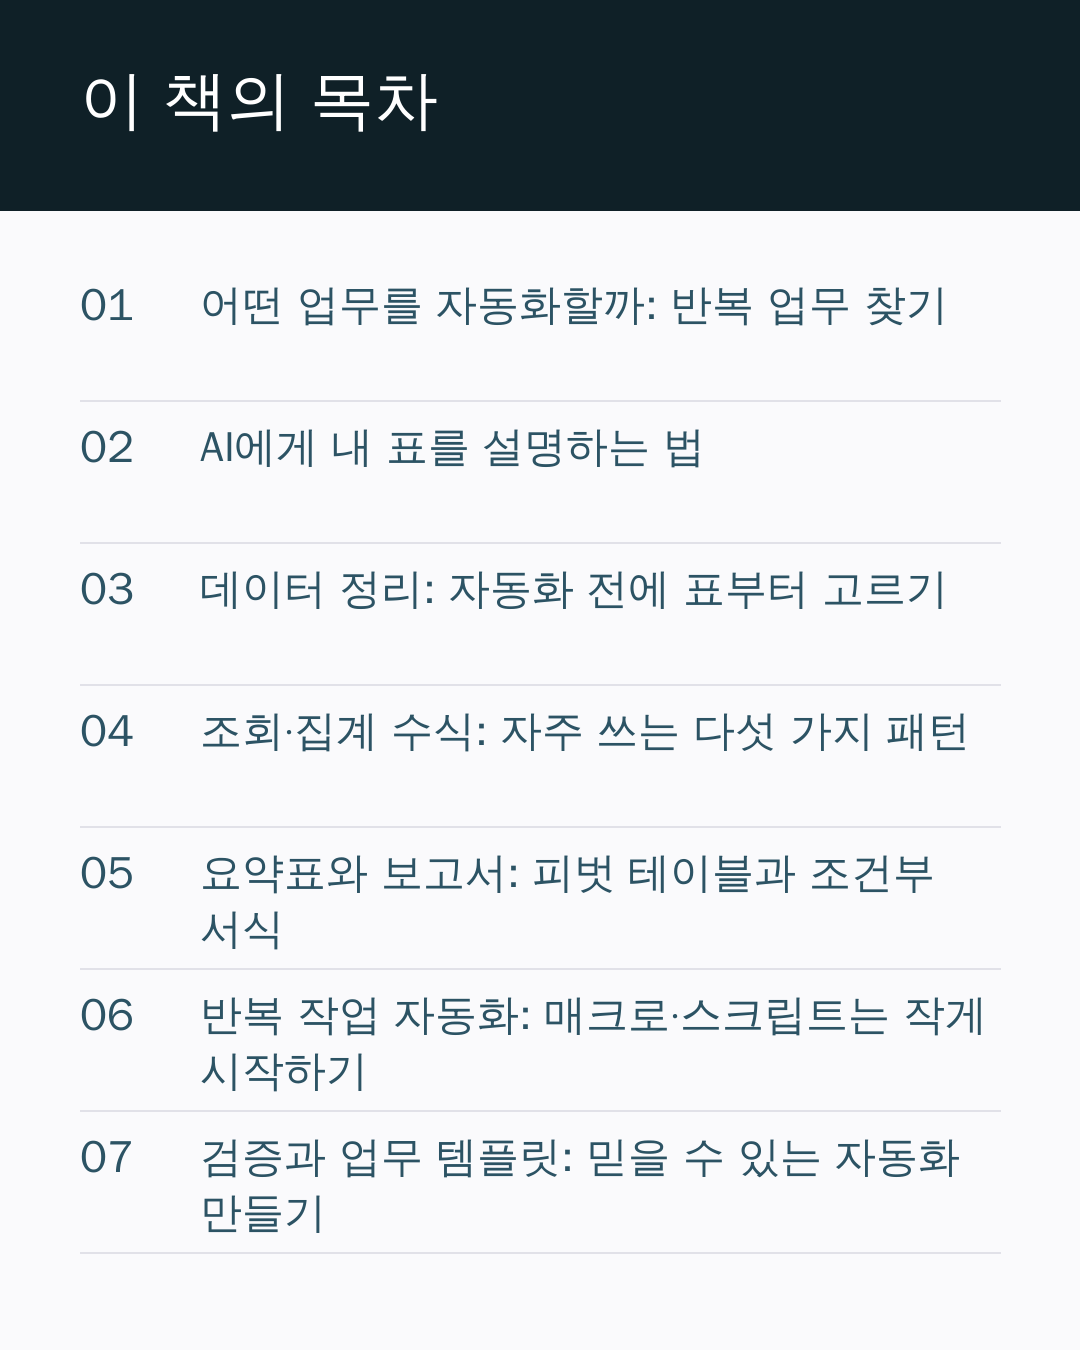 이 책의 목차
01 어떤 업무를 자동화할까: 반복 업무 찾기
02 AI에게 내 표를 설명하는 법
03 데이터 정리: 자동화 전에 표부터 고르기
04 조회·집계 수식: 자주 쓰는 다섯 가지 패턴
05 요약표와 보고서: 피벗 테이블과 조건부
서식
06 반복 작업 자동화: 매크로·스크립트는 작게
시작하기
07 검증과 업무 템플릿: 믿을 수 있는 자동화
만들기